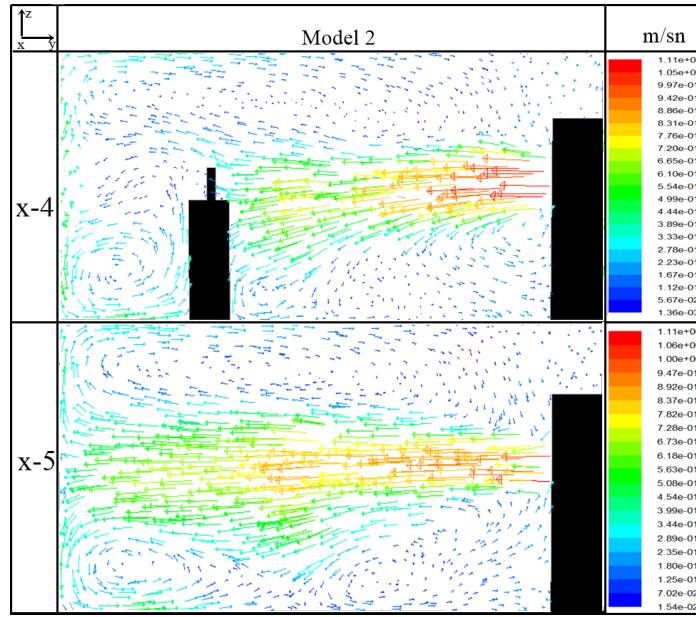 z
x y
Model 2
m/sn
x-4
1.11e+0
1.05e+0
9.97e-01
9.42e-01
8.86e-01
8.31e-01
7.76e-01
7.20e-01
6.65e-01
6.10e-01
5.54e-01
4.99e-01
4.44e-01
3.89e-01
3.33e-01
2.78e-01
2.23e-01
1.67e-01
1.12e-01
5.67e-02
1.36e-03
x-5
1.11e+0
1.06e+0
1.00e+0
9.47e-01
8.92e-01
8.37e-01
7.82e-01
7.28e-01
6.73e-01
6.18e-01
5.63e-01
5.08e-01
4.54e-01
3.99e-01
3.44e-01
2.89e-01
2.35e-01
1.80e-01
1.25e-01
7.02e-02
1.54e-02